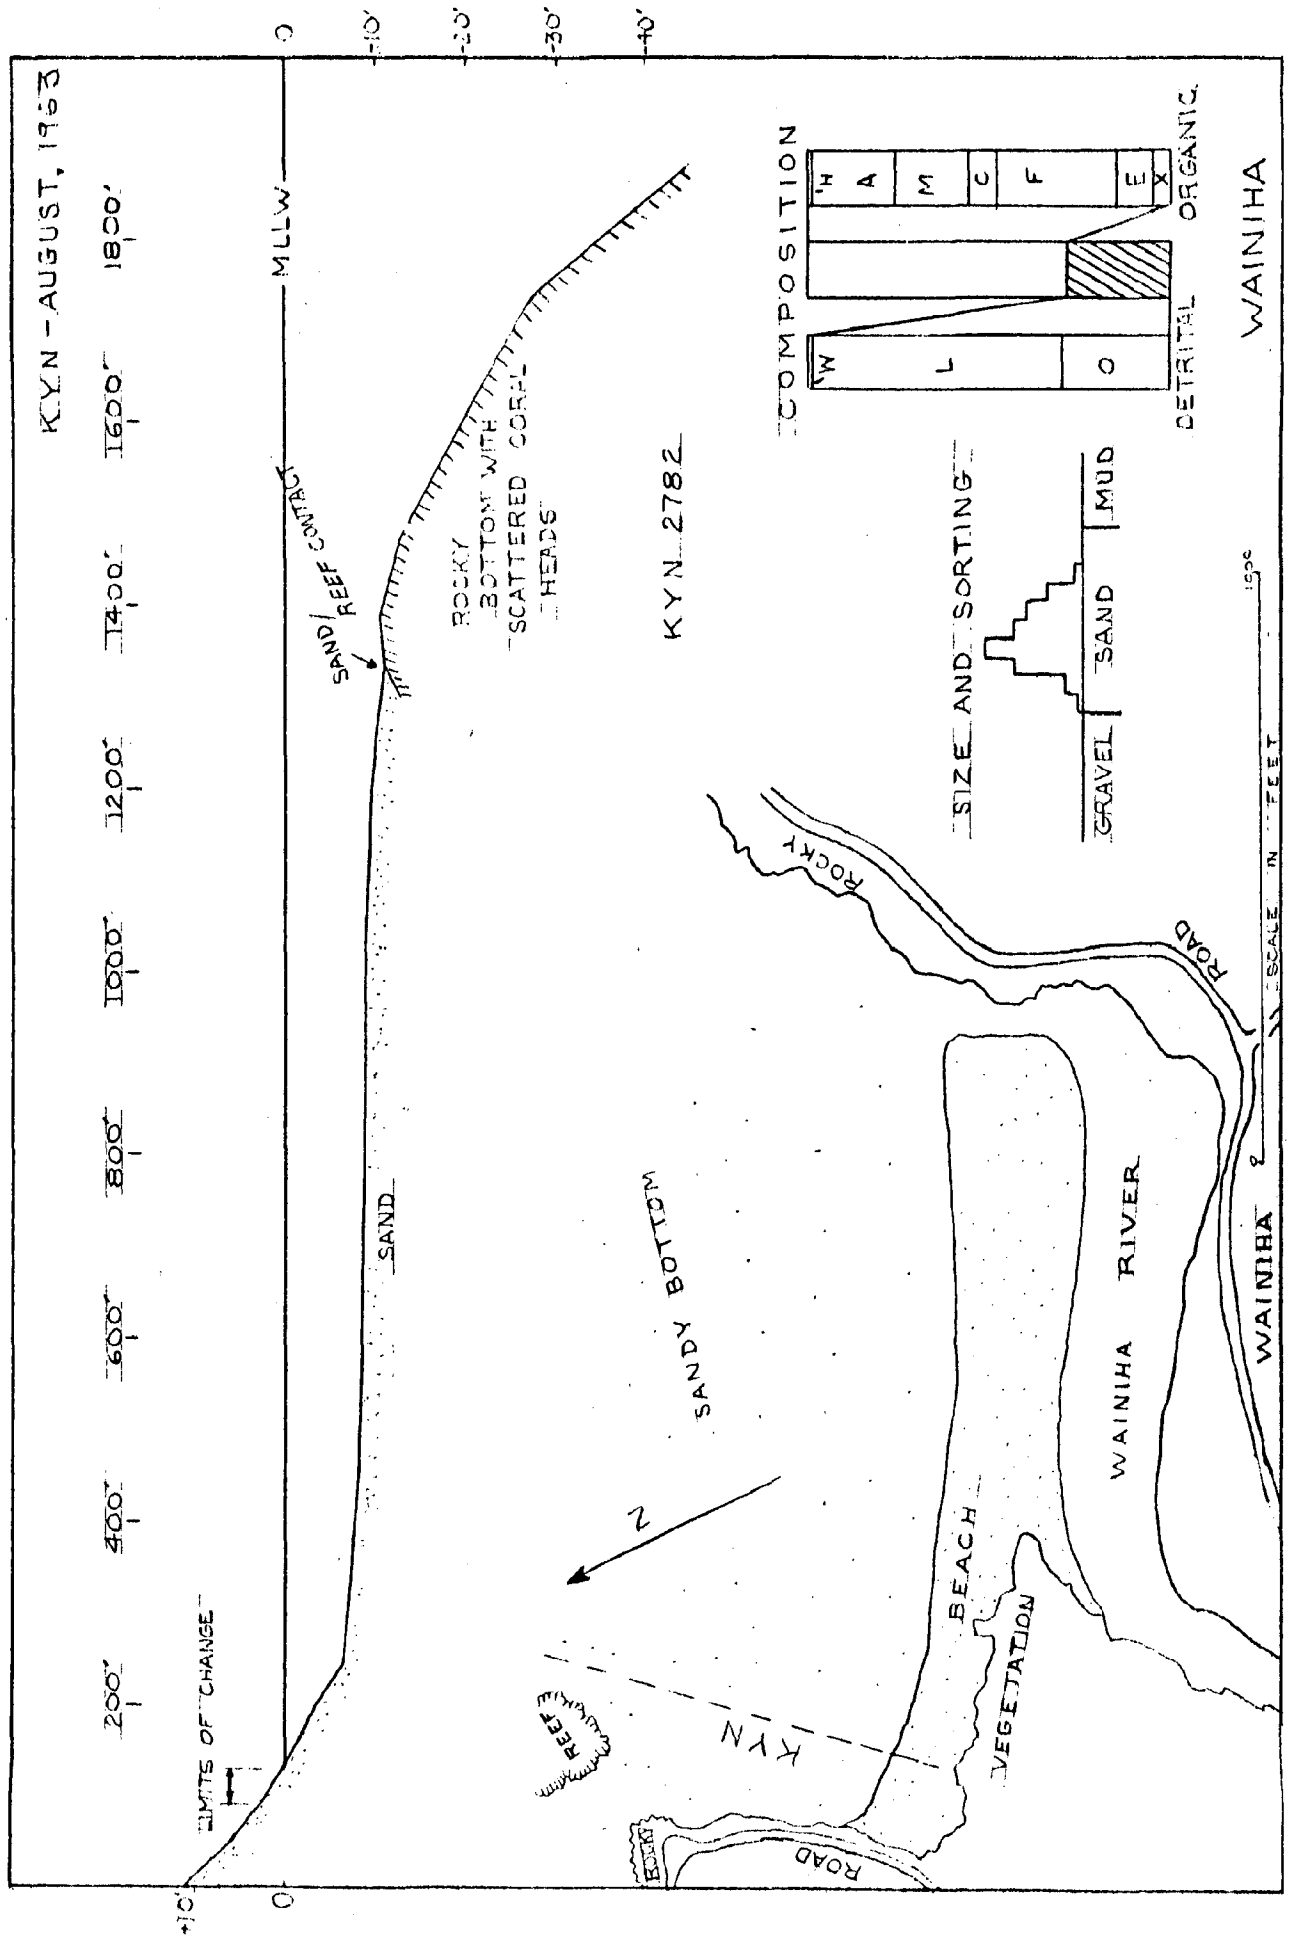 KYN - AUGUST, 1963
200'
400'
600'
800'
1000'
1200'
1400'
1600'
1800'
LIMITS OF CHANGE
+10'
0
MLLW
0
-10'
-20'
-30'
-40'
SAND
SAND/
REEF CONTACT
ROCKY
BOTTOM WITH
SCATTERED CORAL
HEADS
KYN 2782
REEF
N
SANDY BOTTOM
KYN
ROCKY
ROAD
BEACH
VEGETATION
WAINIHA RIVER
ROCKY
ROAD
WAINIHA
SIZE AND SORTING
GRAVEL
SAND
MUD
0
1000
SCALE IN FEET
COMPOSITION
W
L
O
H
A
M
C
F
E
X
DETRITAL
ORGANIC
WAINIHA